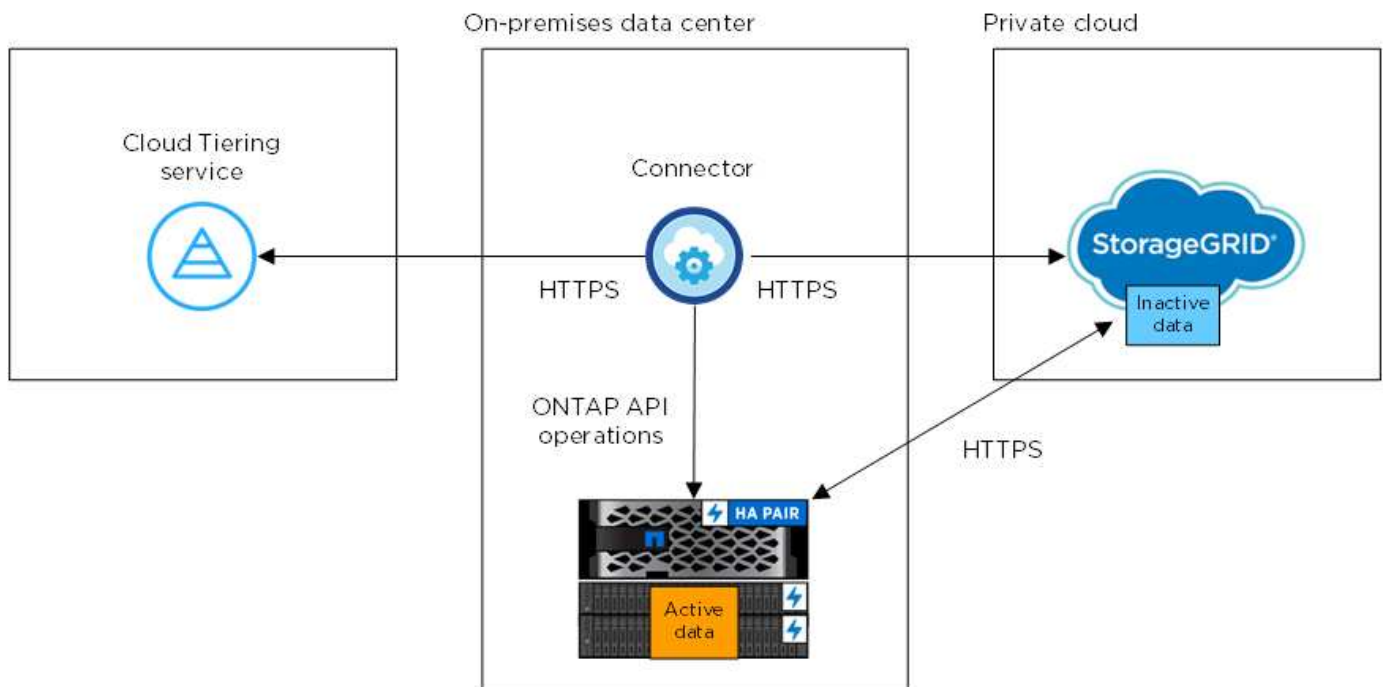 On-premises data center
Private cloud
Cloud Tiering
service
Connector
StorageGRID®
Inactive
data
HTTPS
HTTPS
ONTAP API
operations
HTTPS
HA PAIR
Active
data